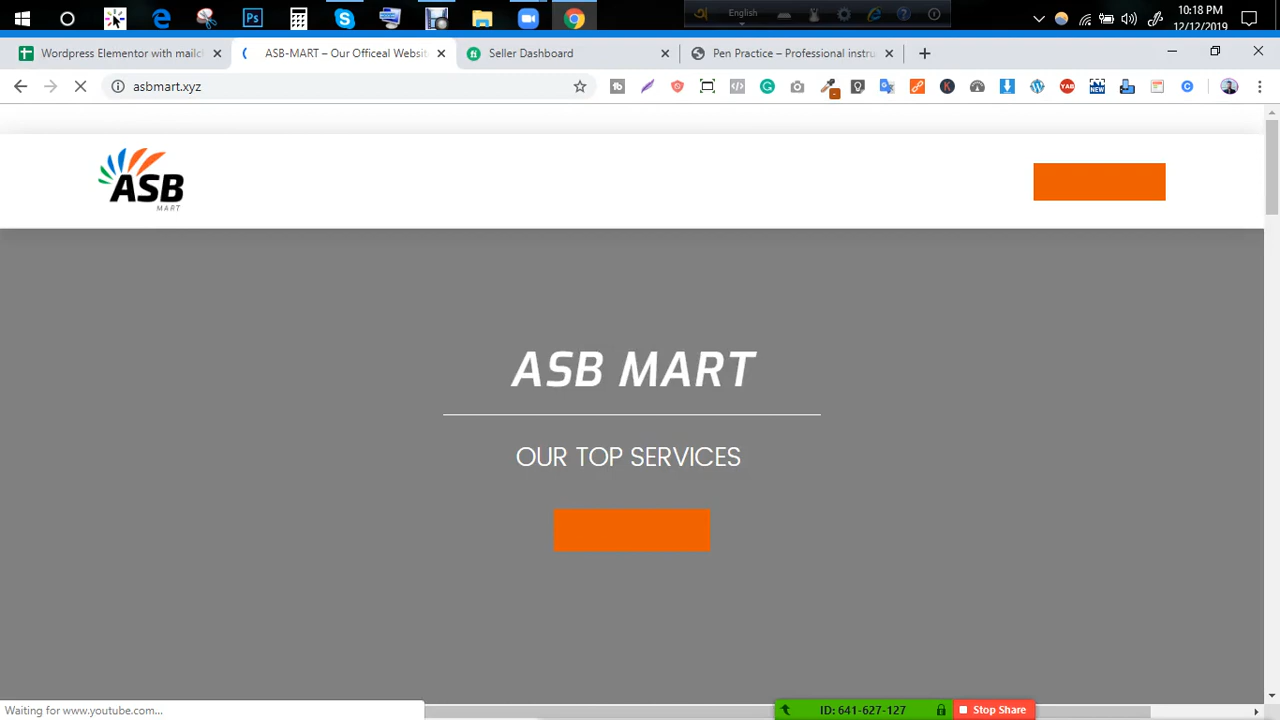 English
10:18 PM
12/12/2019
Wordpress Elementor with mailch
ASB-MART – Our Officeal Websit
Seller Dashboard
Pen Practice – Professional instru
asbmart.xyz
ASB
MART
ASB MART
OUR TOP SERVICES
Waiting for www.youtube.com...
ID: 641-627-127
Stop Share